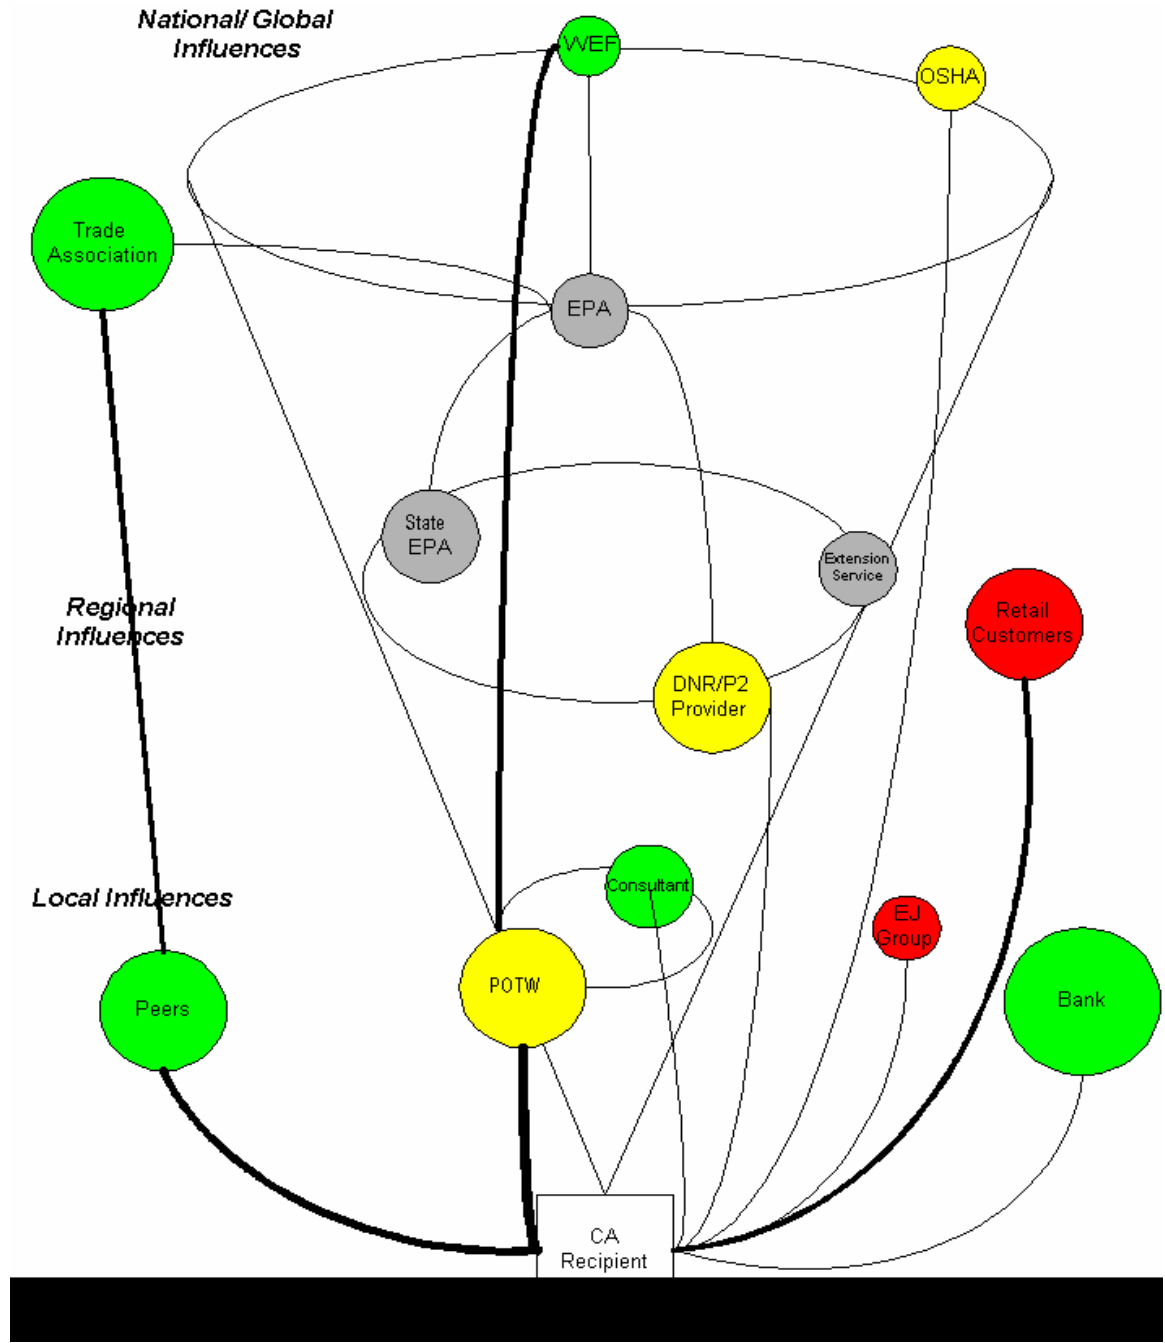 National/ Global
Influences
WEF
OSHA
Trade
Association
EPA
State
EPA
Extension
Service
Regional
Influences
Retail
Customers
DNR/P2
Provider
Consultant
Local Influences
EJ
Group
POTW
Bank
Peers
CA
Recipient